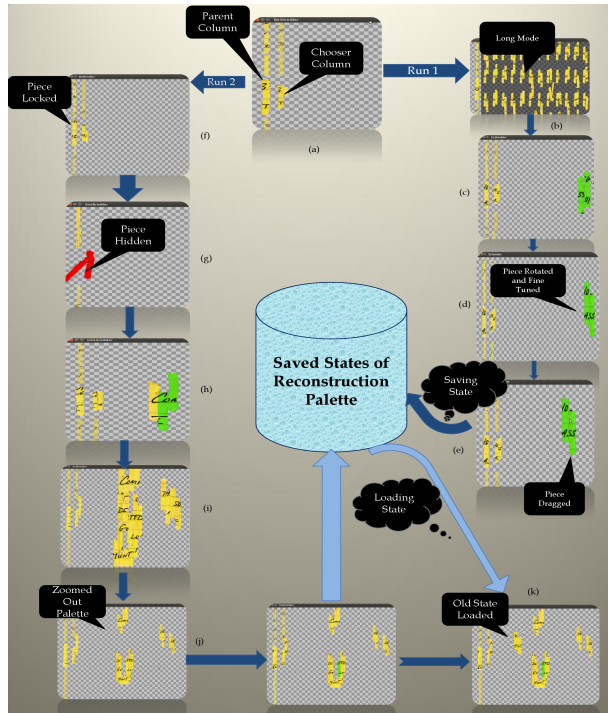 Parent
Column
Chooser
Column
Long Mode
Piece
Locked
Run 2
Run 1
(a)
(b)
(f)
(c)
Piece
Hidden
(g)
Piece Rotated
and Fine
Tuned
(d)
Saved States of
Reconstruction
Palette
Saving
State
(h)
Com
(e)
Loading
State
Piece
Dragged
(i)
Zoomed
Out
Palette
(j)
(k)
Old State
Loaded